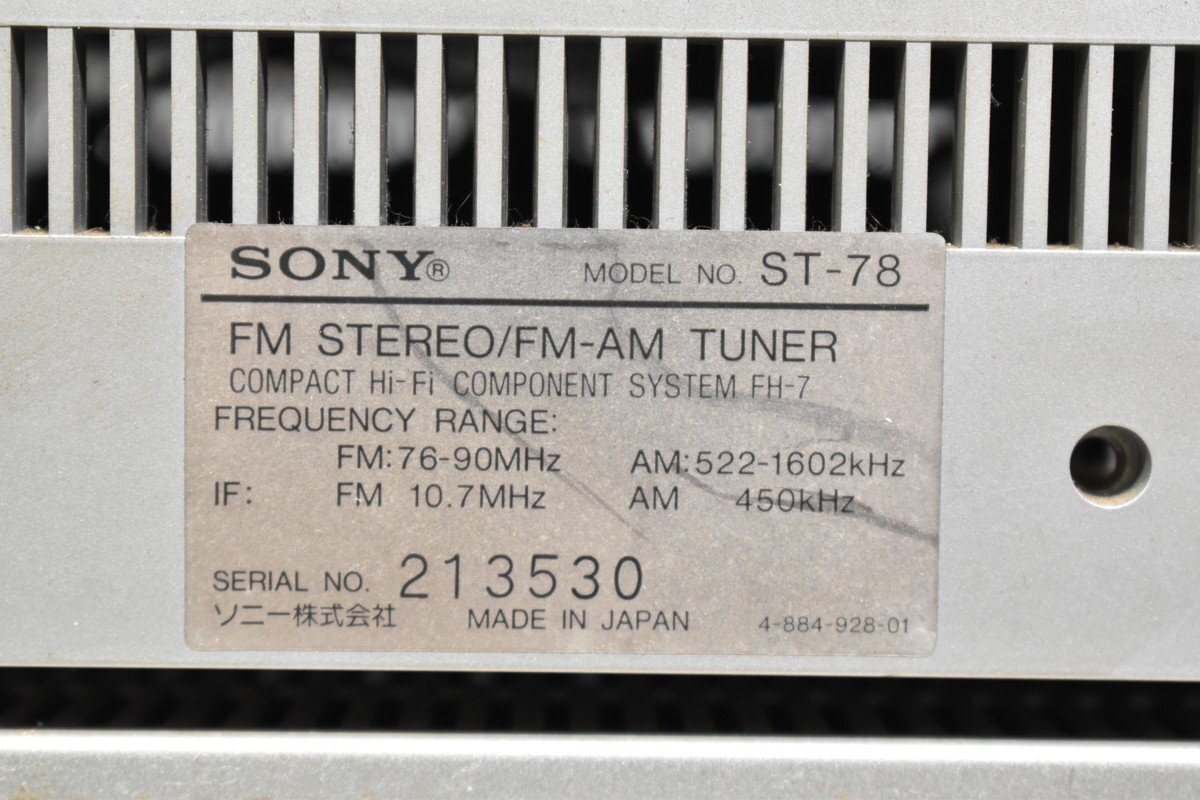 SONY® MODEL NO. ST-78
FM STEREO/FM-AM TUNER
COMPACT Hi-Fi COMPONENT SYSTEM FH-7
FREQUENCY RANGE:
FM:76-90MHz AM:522-1602kHz
IF: FM 10.7MHz AM 450kHz
SERIAL NO. 213530
ソニー株式会社 MADE IN JAPAN 4-884-928-01